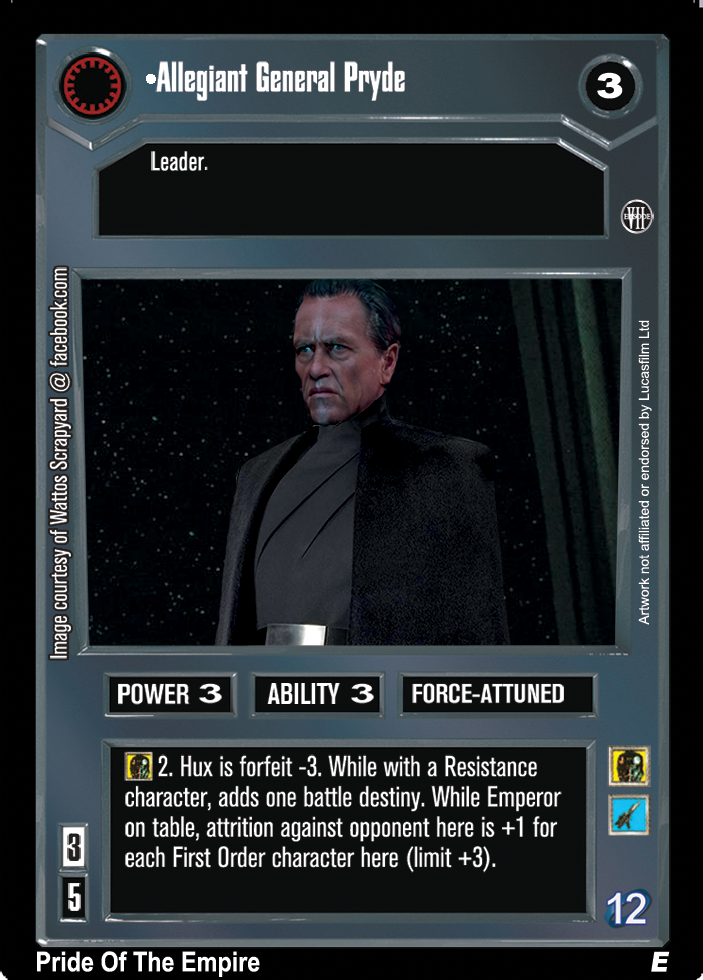 •Allegiant General Pryde
3
Leader.
EPISODE
VII
Image courtesy of Wattos Scrapyard @ facebook.com
Artwork not affiliated or endorsed by Lucasfilm Ltd
POWER 3
ABILITY 3
FORCE-ATTUNED
2. Hux is forfeit -3. While with a Resistance
character, adds one battle destiny. While Emperor
on table, attrition against opponent here is +1 for
each First Order character here (limit +3).
3
5
12
Pride Of The Empire
E